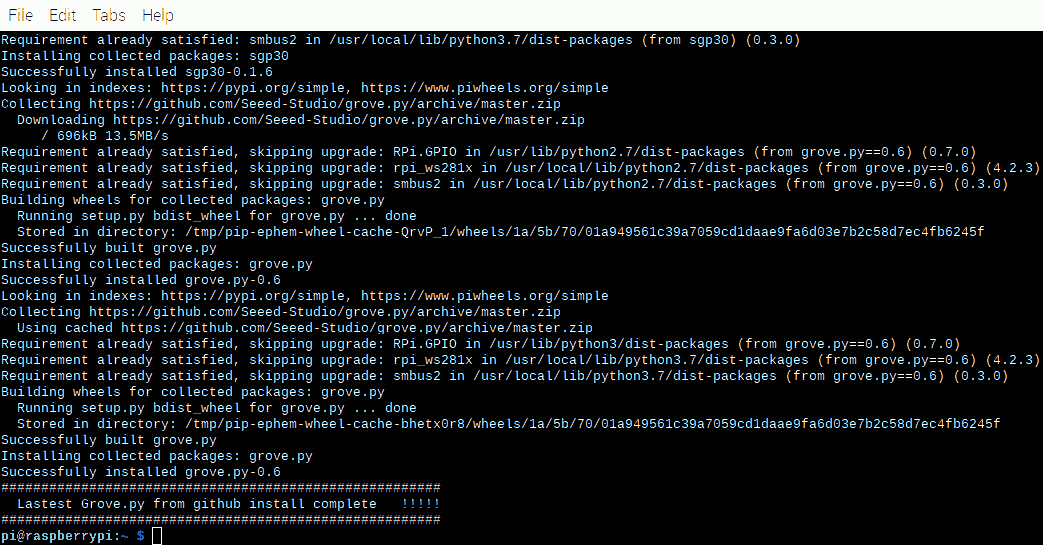 File Edit Tabs Help
Requirement already satisfied: smbus2 in /usr/local/lib/python3.7/dist-packages (from sgp30) (0.3.0)
Installing collected packages: sgp30
Successfully installed sgp30-0.1.6
Looking in indexes: https://pypi.org/simple, https://www.piwheels.org/simple
Collecting https://github.com/Seeed-Studio/grove.py/archive/master.zip
  Downloading https://github.com/Seeed-Studio/grove.py/archive/master.zip
     / 696kB 13.5MB/s
Requirement already satisfied, skipping upgrade: RPi.GPIO in /usr/lib/python2.7/dist-packages (from grove.py==0.6) (0.7.0)
Requirement already satisfied, skipping upgrade: rpi_ws281x in /usr/local/lib/python2.7/dist-packages (from grove.py==0.6) (4.2.3)
Requirement already satisfied, skipping upgrade: smbus2 in /usr/local/lib/python2.7/dist-packages (from grove.py==0.6) (0.3.0)
Building wheels for collected packages: grove.py
  Running setup.py bdist_wheel for grove.py ... done
  Stored in directory: /tmp/pip-ephem-wheel-cache-QrvP_1/wheels/1a/5b/70/01a949561c39a7059cd1daae9fa6d03e7b2c58d7ec4fb6245f
Successfully built grove.py
Installing collected packages: grove.py
Successfully installed grove.py-0.6
Looking in indexes: https://pypi.org/simple, https://www.piwheels.org/simple
Collecting https://github.com/Seeed-Studio/grove.py/archive/master.zip
  Using cached https://github.com/Seeed-Studio/grove.py/archive/master.zip
Requirement already satisfied, skipping upgrade: RPi.GPIO in /usr/lib/python3/dist-packages (from grove.py==0.6) (0.7.0)
Requirement already satisfied, skipping upgrade: rpi_ws281x in /usr/local/lib/python3.7/dist-packages (from grove.py==0.6) (4.2.3)
Requirement already satisfied, skipping upgrade: smbus2 in /usr/local/lib/python3.7/dist-packages (from grove.py==0.6) (0.3.0)
Building wheels for collected packages: grove.py
  Running setup.py bdist_wheel for grove.py ... done
  Stored in directory: /tmp/pip-ephem-wheel-cache-bhetx0r8/wheels/1a/5b/70/01a949561c39a7059cd1daae9fa6d03e7b2c58d7ec4fb6245f
Successfully built grove.py
Installing collected packages: grove.py
Successfully installed grove.py-0.6
#######################################################
  Lastest Grove.py from github install complete   !!!!!
#######################################################
pi@raspberrypi:~ $